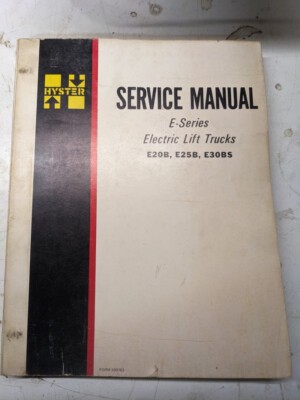 HYSTER
SERVICE MANUAL
E-Series
Electric Lift Trucks
E20B, E25B, E30BS